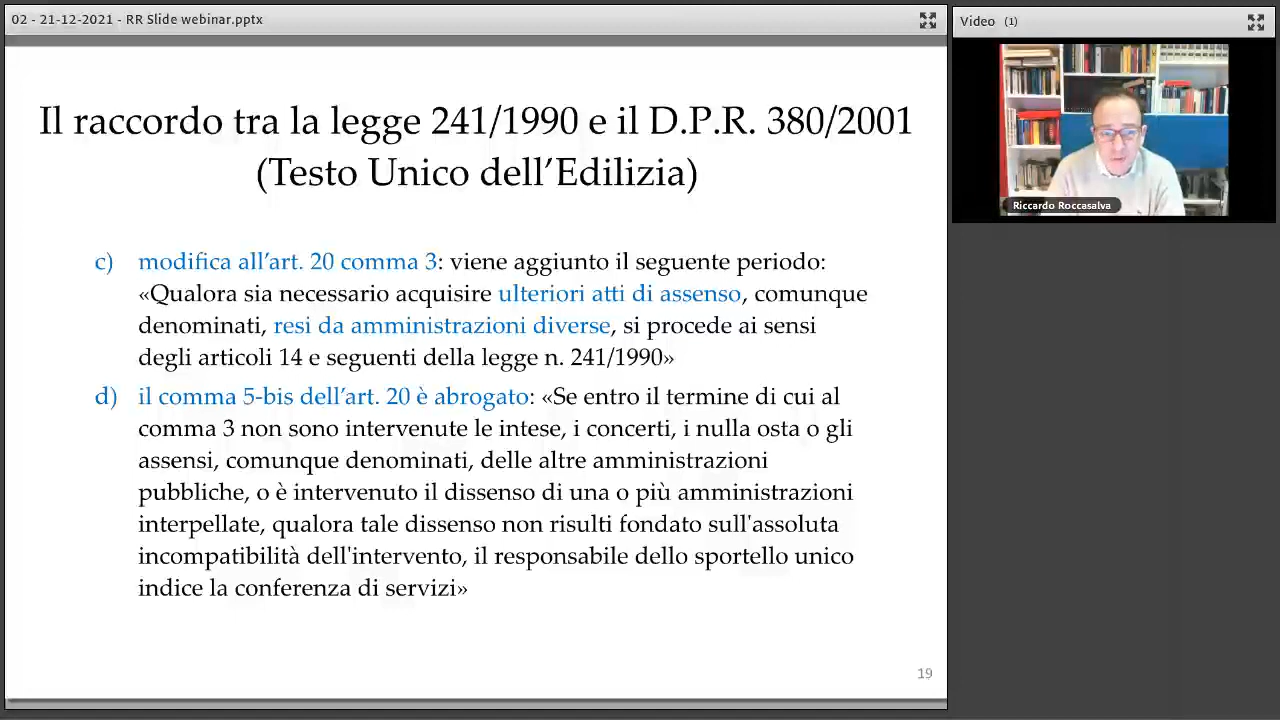 02 - 21-12-2021 - RR Slide webinar.pptx
Video (1)
Riccardo Roccasalva
Il raccordo tra la legge 241/1990 e il D.P.R. 380/2001
(Testo Unico dell’Edilizia)
c) modifica all’art. 20 comma 3: viene aggiunto il seguente periodo:
«Qualora sia necessario acquisire ulteriori atti di assenso, comunque
denominati, resi da amministrazioni diverse, si procede ai sensi
degli articoli 14 e seguenti della legge n. 241/1990»
d) il comma 5-bis dell’art. 20 è abrogato: «Se entro il termine di cui al
comma 3 non sono intervenute le intese, i concerti, i nulla osta o gli
assensi, comunque denominati, delle altre amministrazioni
pubbliche, o è intervenuto il dissenso di una o più amministrazioni
interpellate, qualora tale dissenso non risulti fondato sull'assoluta
incompatibilità dell'intervento, il responsabile dello sportello unico
indice la conferenza di servizi»
19